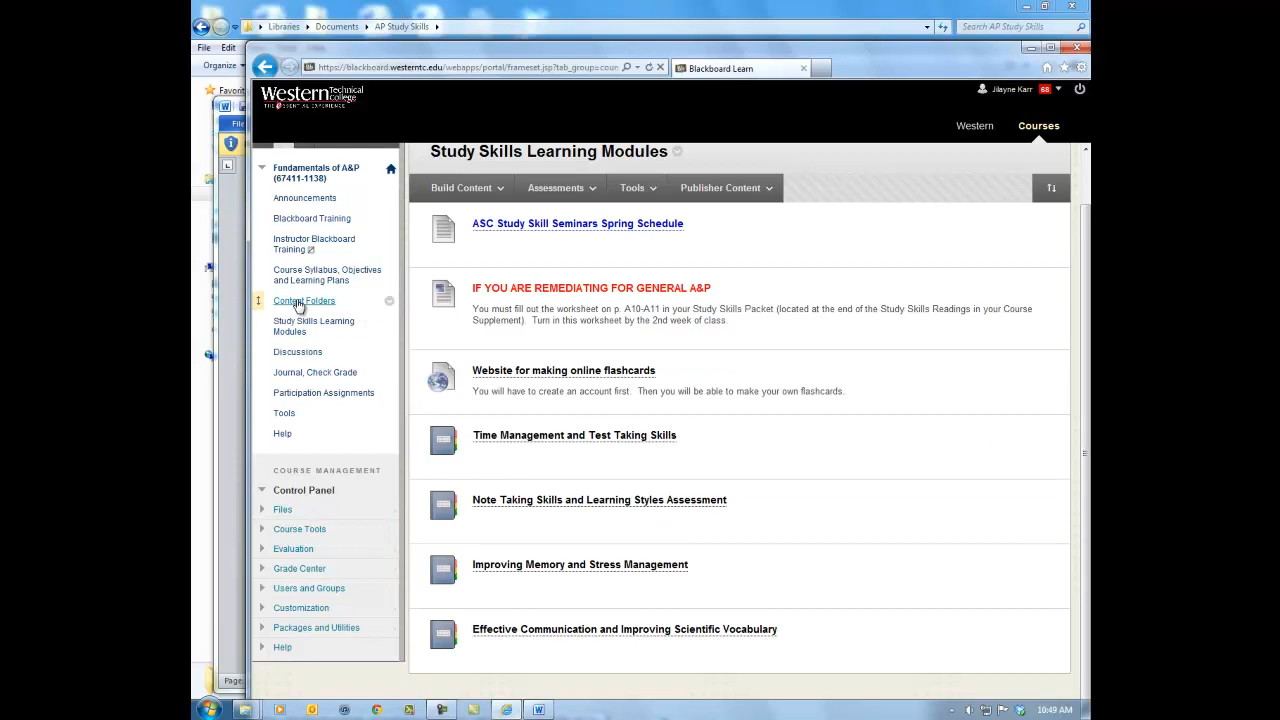 Libraries
Documents
AP Study Skills
Search AP Study Skills
File
Edit
Tools
Help
Organize
Favorit
https://blackboard.westerntc.edu/webapps/portal/frameset.jsp?tab_group=cour
Blackboard Learn
Western Technical College
THE ESSENTIAL EXPERIENCE
Jilayne Karr
68
Western
Courses
File
Fundamentals of A&P
(67411-1138)
Announcements
Blackboard Training
Instructor Blackboard
Training
Course Syllabus, Objectives
and Learning Plans
Content Folders
Study Skills Learning
Modules
Discussions
Journal, Check Grade
Participation Assignments
Tools
Help
COURSE MANAGEMENT
Control Panel
Files
Course Tools
Evaluation
Grade Center
Users and Groups
Customization
Packages and Utilities
Help
Study Skills Learning Modules
Build Content
Assessments
Tools
Publisher Content
ASC Study Skill Seminars Spring Schedule
IF YOU ARE REMEDIATING FOR GENERAL A&P
You must fill out the worksheet on p. A10-A11 in your Study Skills Packet (located at the end of the Study Skills Readings in your Course
Supplement). Turn in this worksheet by the 2nd week of class.
Website for making online flashcards
You will have to create an account first. Then you will be able to make your own flashcards.
Time Management and Test Taking Skills
Note Taking Skills and Learning Styles Assessment
Improving Memory and Stress Management
Effective Communication and Improving Scientific Vocabulary
Page:
10:49 AM